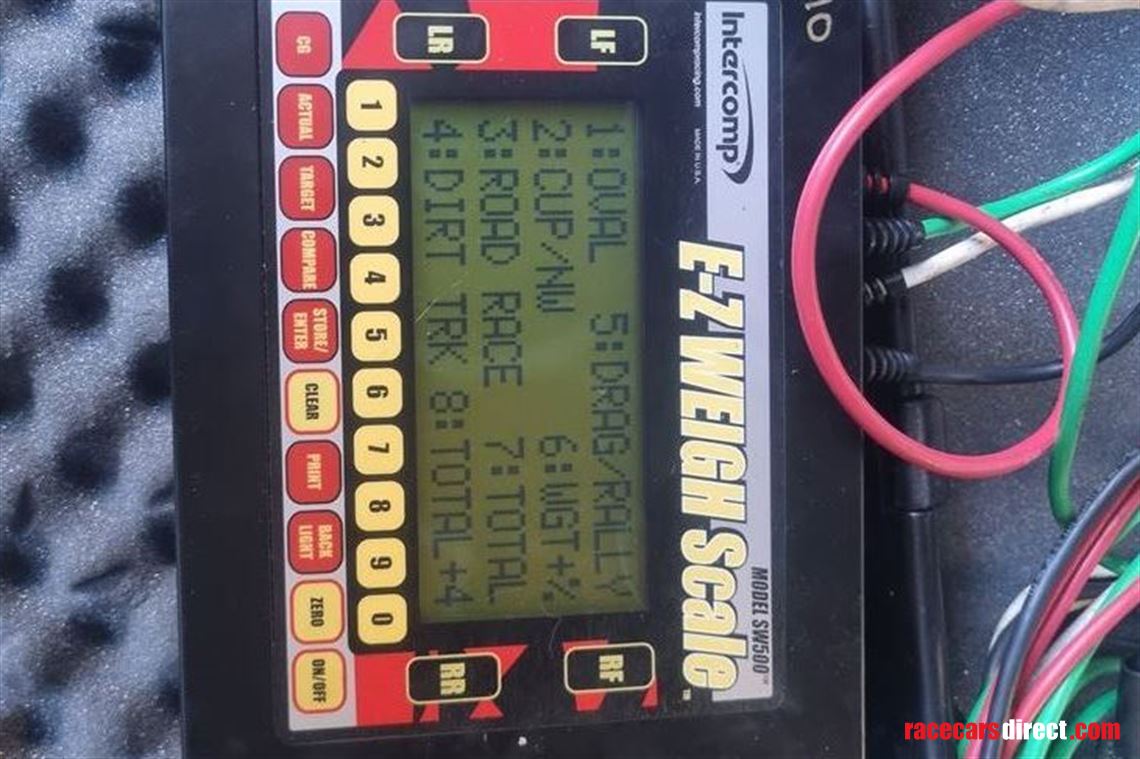 Intercomp
intercompracing.com MADE IN U.S.A.
E-Z WEIGH Scale™
MODEL SW500™
LF
RF
LR
RR
1:OVAL 5:DRAG/RALLY
2:CUP/NW 6:WGT+%
3:ROAD RACE 7:TOTAL
4:DIRT TRK 8:TOTAL+4
1 2 3 4 5 6 7 8 9 0
CG
ACTUAL
TARGET
COMPARE
STORE/
ENTER
CLEAR
PRINT
BACK
LIGHT
ZERO
ON/OFF
10
racecarsdirect.com